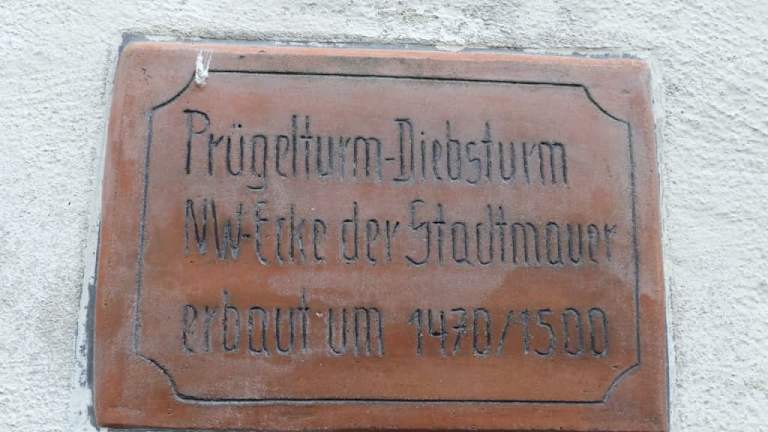 Prügelturm-Diebsturm
NW-Ecke der Stadtmauer
erbaut um 1470/1500